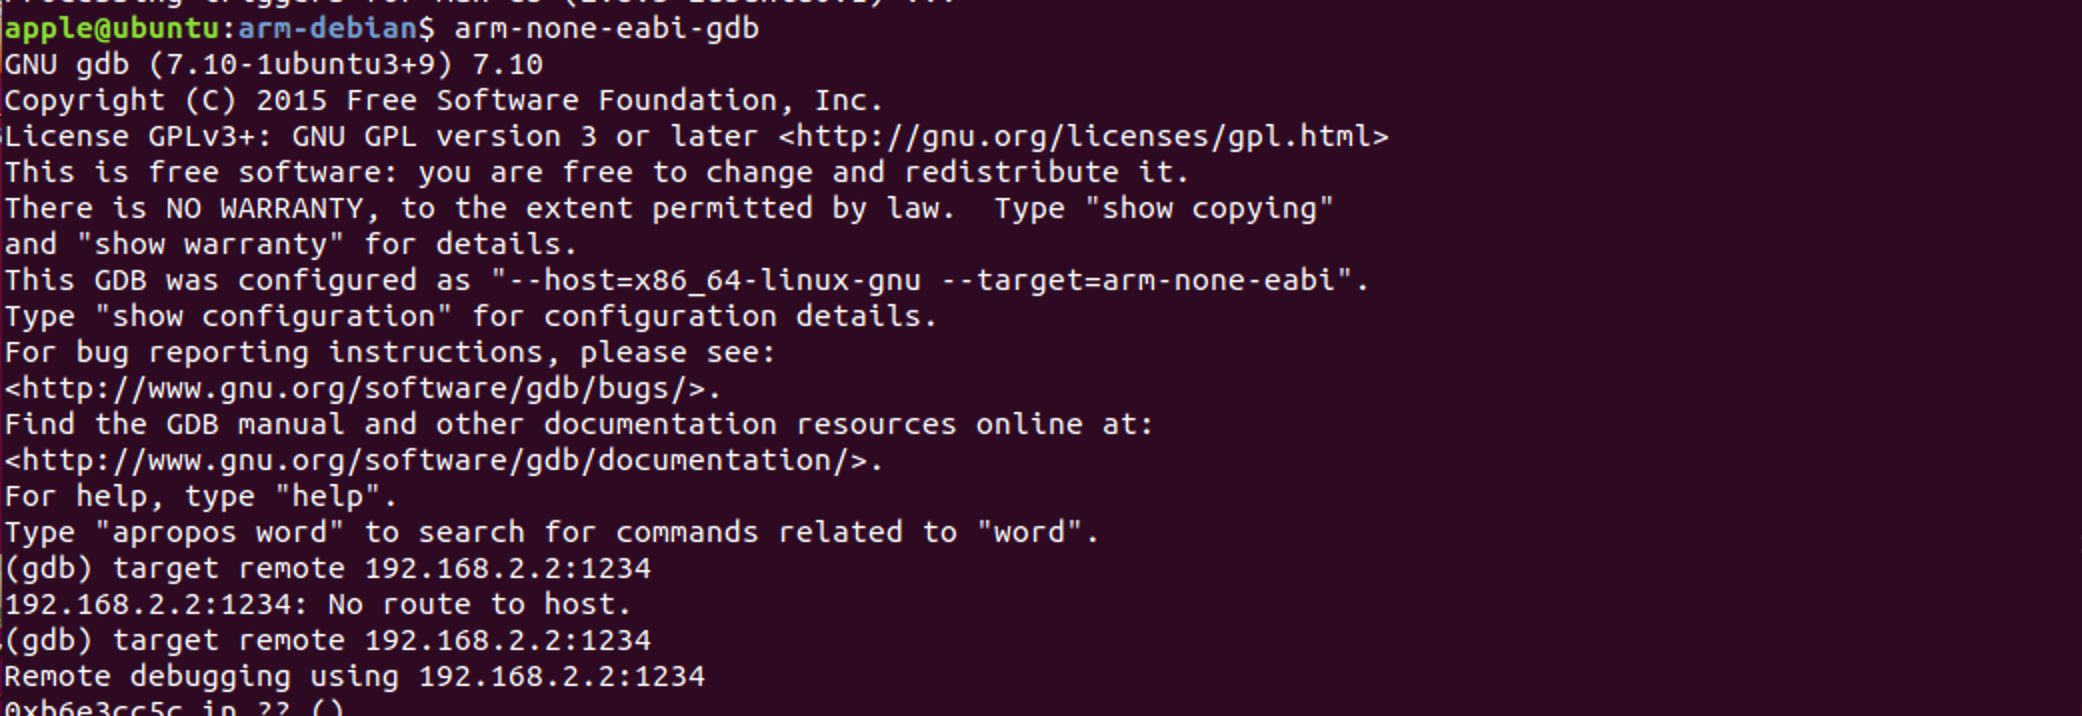 apple@ubuntu:arm-debian$ arm-none-eabi-gdb
GNU gdb (7.10-1ubuntu3+9) 7.10
Copyright (C) 2015 Free Software Foundation, Inc.
License GPLv3+: GNU GPL version 3 or later <http://gnu.org/licenses/gpl.html>
This is free software: you are free to change and redistribute it.
There is NO WARRANTY, to the extent permitted by law.  Type "show copying"
and "show warranty" for details.
This GDB was configured as "--host=x86_64-linux-gnu --target=arm-none-eabi".
Type "show configuration" for configuration details.
For bug reporting instructions, please see:
<http://www.gnu.org/software/gdb/bugs/>.
Find the GDB manual and other documentation resources online at:
<http://www.gnu.org/software/gdb/documentation/>.
For help, type "help".
Type "apropos word" to search for commands related to "word".
(gdb) target remote 192.168.2.2:1234
192.168.2.2:1234: No route to host.
(gdb) target remote 192.168.2.2:1234
Remote debugging using 192.168.2.2:1234
0xb6e3cc5c in ?? ()